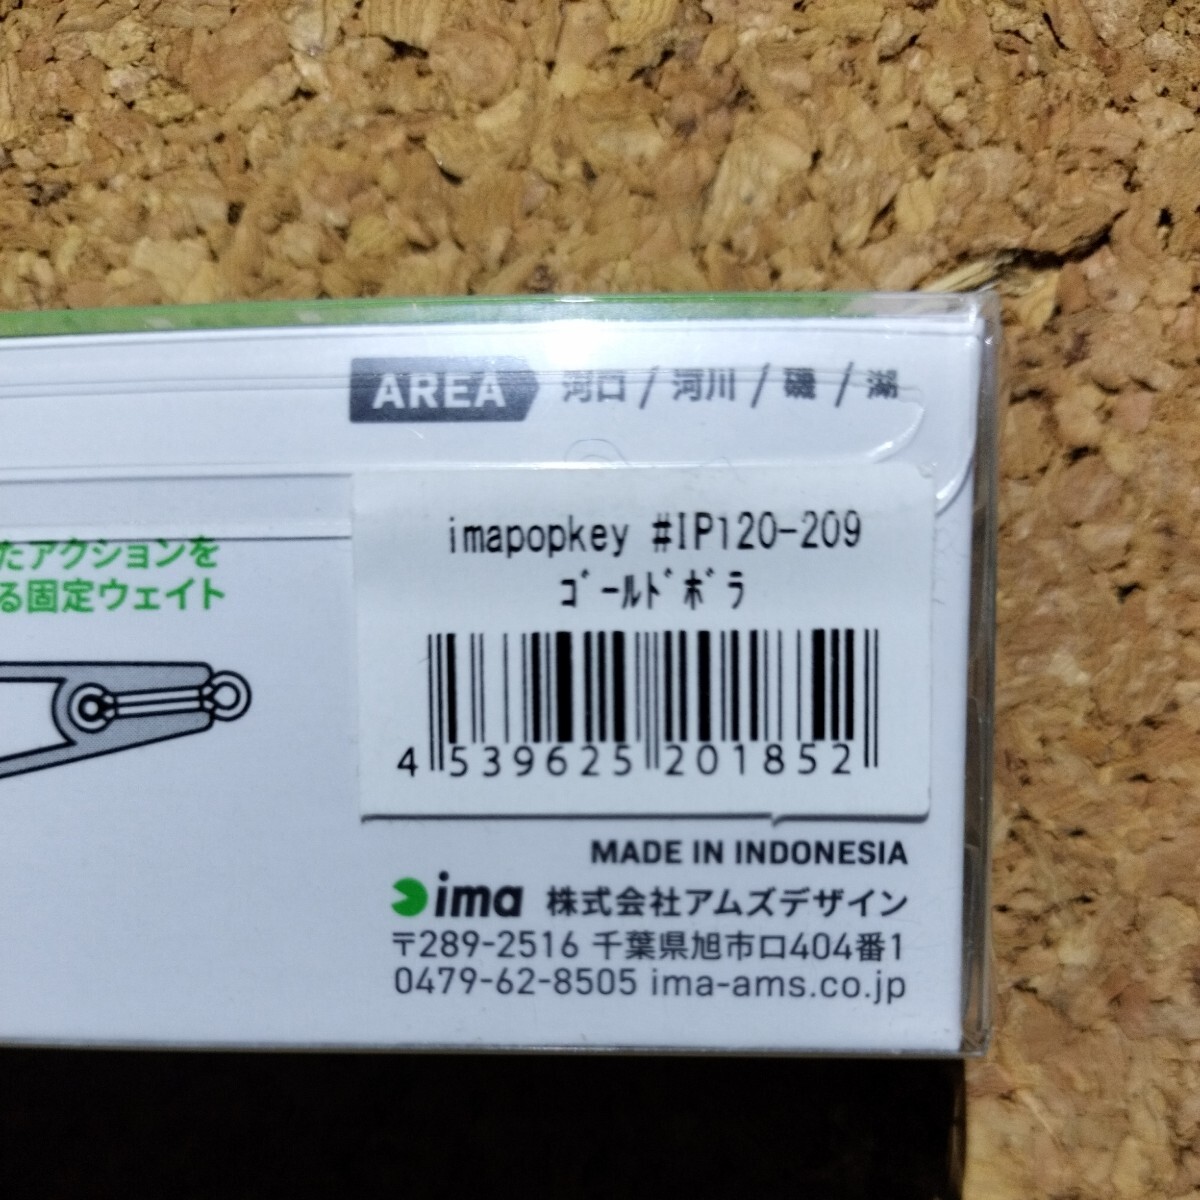 AREA 河口 / 河川 / 磯 / 湖
たアクションを
る固定ウェイト
imapopkey #IP120-209
ｺﾞｰﾙﾄﾞﾎﾞﾗ
4 539625 201852
MADE IN INDONESIA
ima 株式会社アムズデザイン
〒289-2516 千葉県旭市ロ404番1
0479-62-8505 ima-ams.co.jp